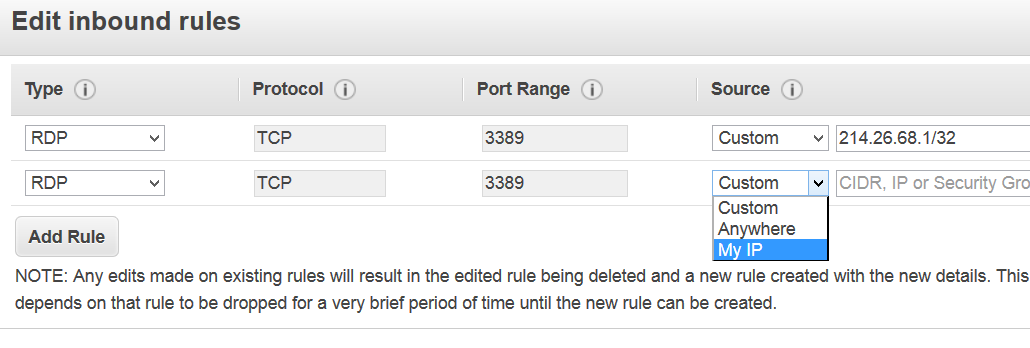 Edit inbound rules
Type i Protocol i Port Range i Source i
RDP TCP 3389 Custom 214.26.68.1/32
RDP TCP 3389 Custom CIDR, IP or Security Gro
Custom
Anywhere
My IP
Add Rule
NOTE: Any edits made on existing rules will result in the edited rule being deleted and a new rule created with the new details. This
depends on that rule to be dropped for a very brief period of time until the new rule can be created.